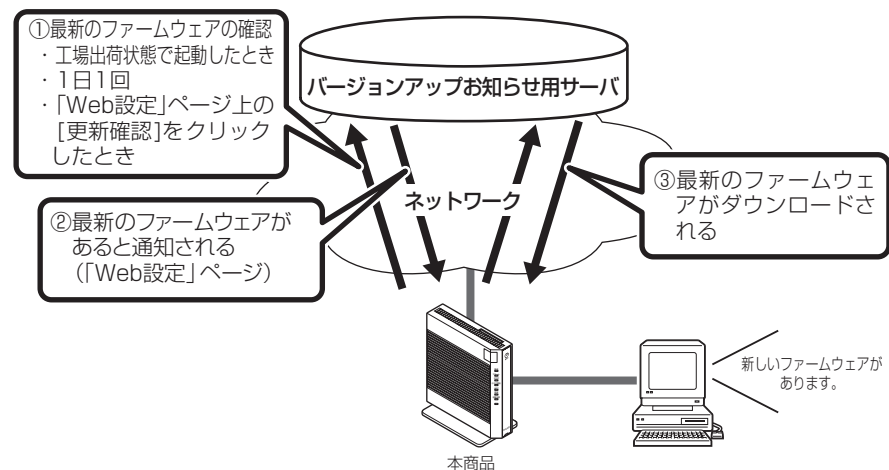 ①最新のファームウェアの確認
・工場出荷状態で起動したとき
・1日1回
・「Web設定」ページ上の
[更新確認]をクリック
したとき
バージョンアップお知らせ用サーバ
②最新のファームウェアが
あると通知される
(「Web設定」ページ)
ネットワーク
③最新のファームウェ
アがダウンロードさ
れる
新しいファームウェアが
あります。
本商品